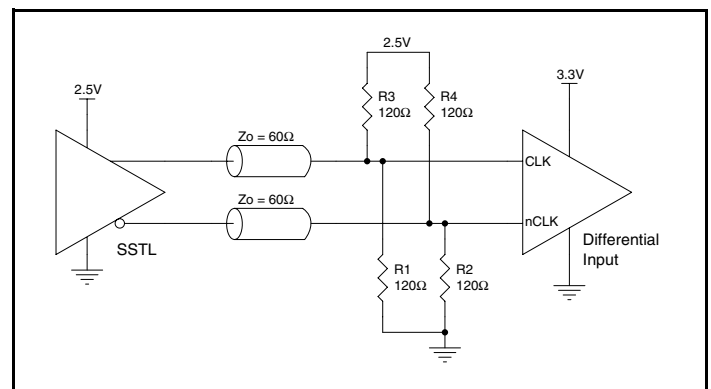 2.5V
2.5V
3.3V
R3
120Ω
R4
120Ω
Zo = 60Ω
CLK
Zo = 60Ω
nCLK
SSTL
Differential
Input
R1
120Ω
R2
120Ω